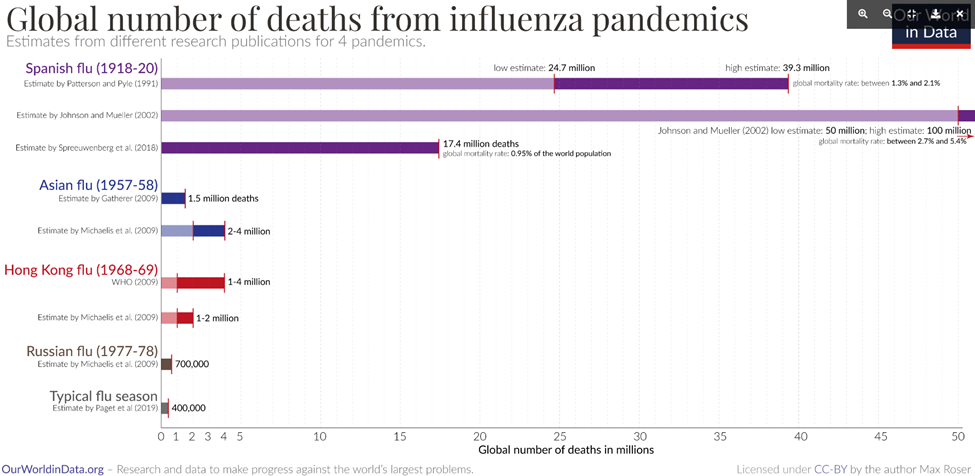 Global number of deaths from influenza pandemics
Our World
in Data
Estimates from different research publications for 4 pandemics.
Spanish flu (1918-20)
low estimate: 24.7 million
high estimate: 39.3 million
Estimate by Patterson and Pyle (1991)
global mortality rate: between 1.3% and 2.1%
Estimate by Johnson and Mueller (2002)
Johnson and Mueller (2002) low estimate: 50 million; high estimate: 100 million
global mortality rate: between 2.7% and 5.4%
Estimate by Spreeuwenberg et al. (2018)
17.4 million deaths
global mortality rate: 0.95% of the world population
Asian flu (1957-58)
Estimate by Gatherer (2009)
1.5 million deaths
Estimate by Michaelis et al. (2009)
2-4 million
Hong Kong flu (1968-69)
WHO (2009)
1-4 million
Estimate by Michaelis et al. (2009)
1-2 million
Russian flu (1977-78)
Estimate by Michaelis et al. (2009)
700,000
Typical flu season
Estimate by Paget et al (2019)
400,000
0 1 2 3 4 5 10 15 20 25 30 35 40 45 50
Global number of deaths in millions
OurWorldinData.org – Research and data to make progress against the world's largest problems.
Licensed under CC-BY by the author Max Roser